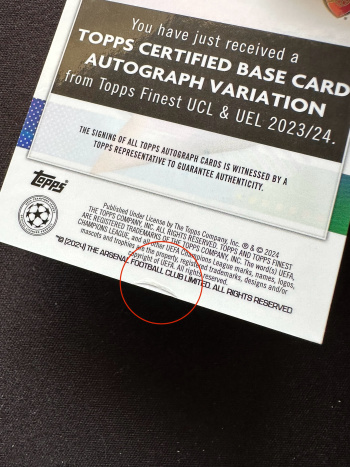 You have just received a
TOPPS CERTIFIED BASE CARD
AUTOGRAPH VARIATION
from Topps Finest UCL & UEL 2023/24.
THE SIGNING OF ALL TOPPS AUTOGRAPH CARDS IS WITNESSED BY A
TOPPS REPRESENTATIVE TO GUARANTEE AUTHENTICITY.
Topps
Published Under License by The Topps Company, Inc. ® & © 2024
THE TOPPS COMPANY, INC. ALL RIGHTS RESERVED. TOPPS AND TOPPS FINEST
ARE REGISTERED TRADEMARKS OF THE TOPPS COMPANY, INC. The word(s) UEFA,
CHAMPIONS LEAGUE, and all other UEFA Champions League marks, names, logos,
mascots and trophies are the property, registered trademarks, designs and/or
copyright of UEFA. All rights reserved.
[2024] THE ARSENAL FOOTBALL CLUB LIMITED. ALL RIGHTS RESERVED